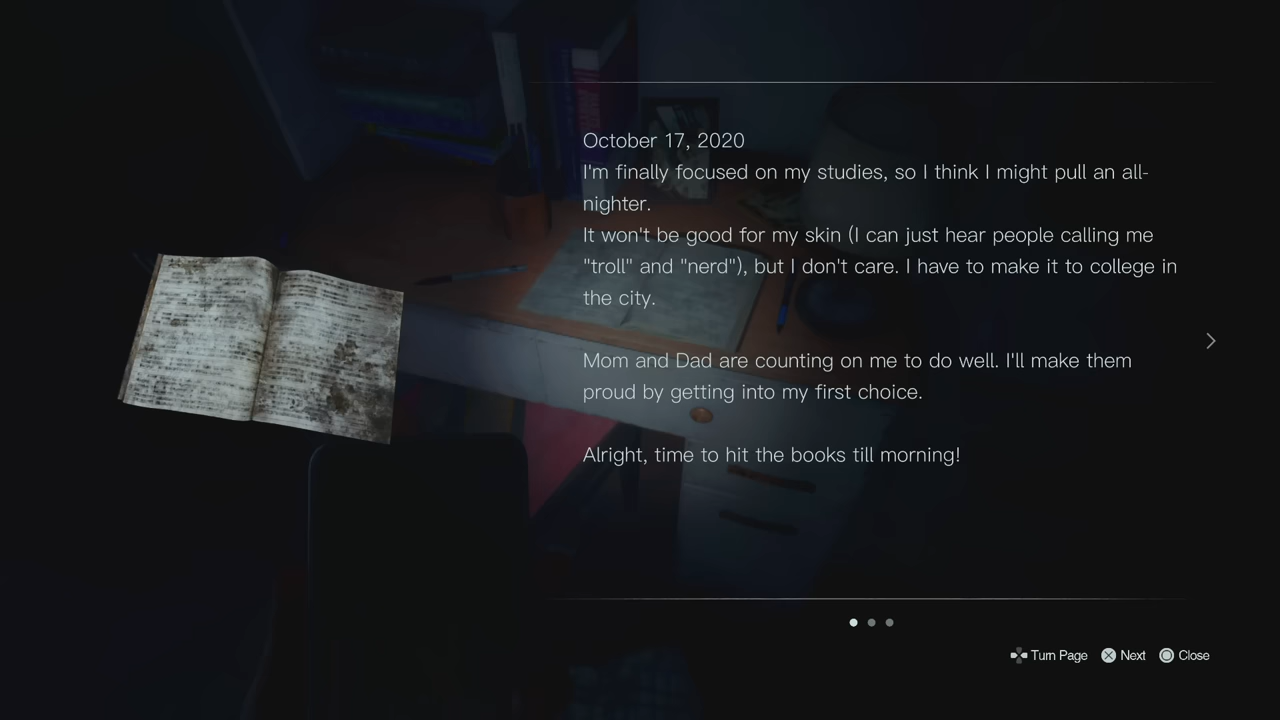 October 17, 2020
I'm finally focused on my studies, so I think I might pull an all-
nighter.
It won't be good for my skin (I can just hear people calling me
"troll" and "nerd"), but I don't care. I have to make it to college in
the city.
Mom and Dad are counting on me to do well. I'll make them
proud by getting into my first choice.
Alright, time to hit the books till morning!
Turn Page Next Close